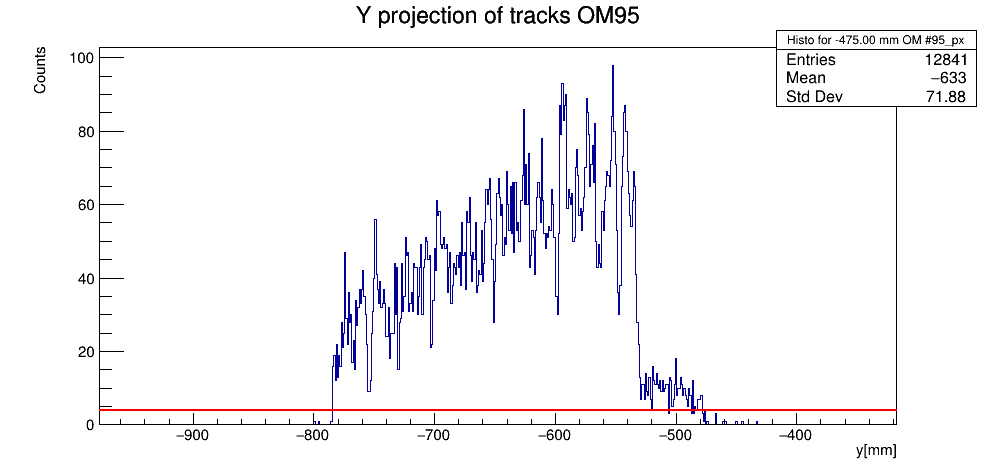 Y projection of tracks OM95
Histo for -475.00 mm OM #95_px
Entries 12841
Mean −633
Std Dev 71.88
Counts
100
80
60
40
20
0
−900 −800 −700 −600 −500 −400
y[mm]